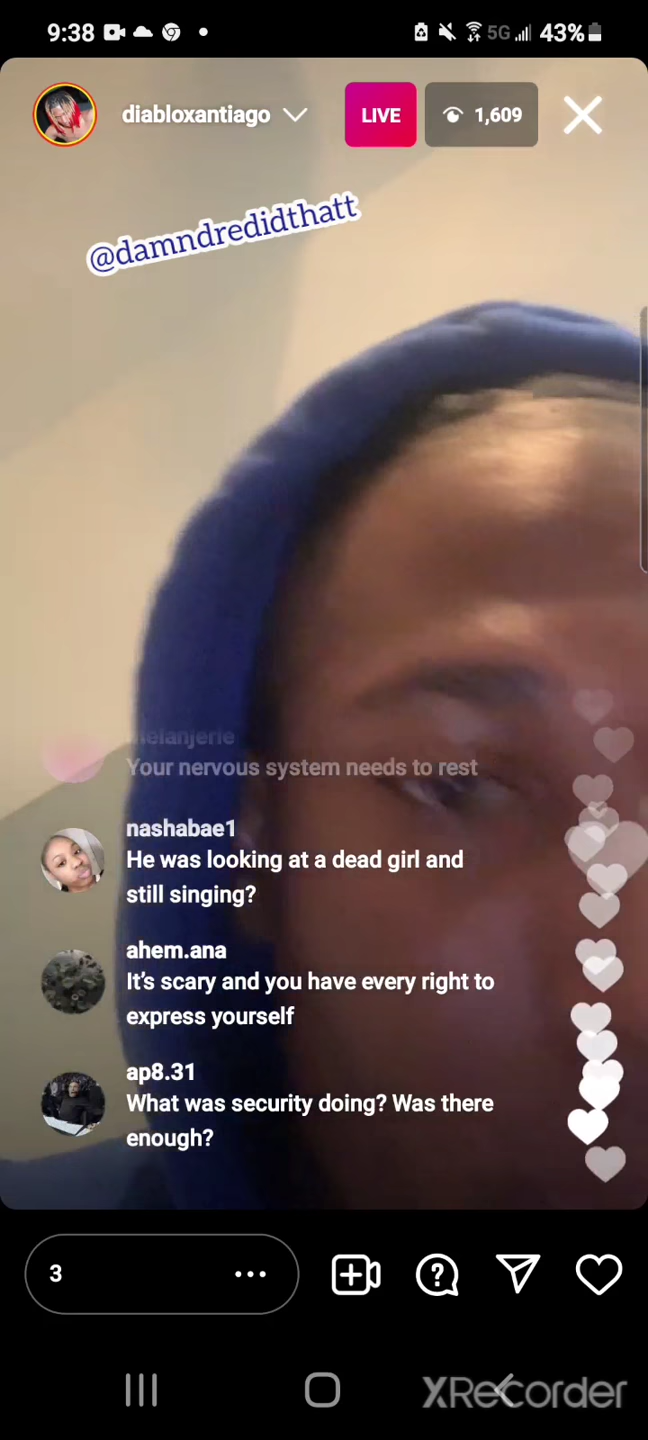 9:38
5G
43%
diabloxantiago
LIVE
1,609
@damndredidthatt
melanjerie
Your nervous system needs to rest
nashabae1
He was looking at a dead girl and
still singing?
ahem.ana
It's scary and you have every right to
express yourself
ap8.31
What was security doing? Was there
enough?
3
XRecorder